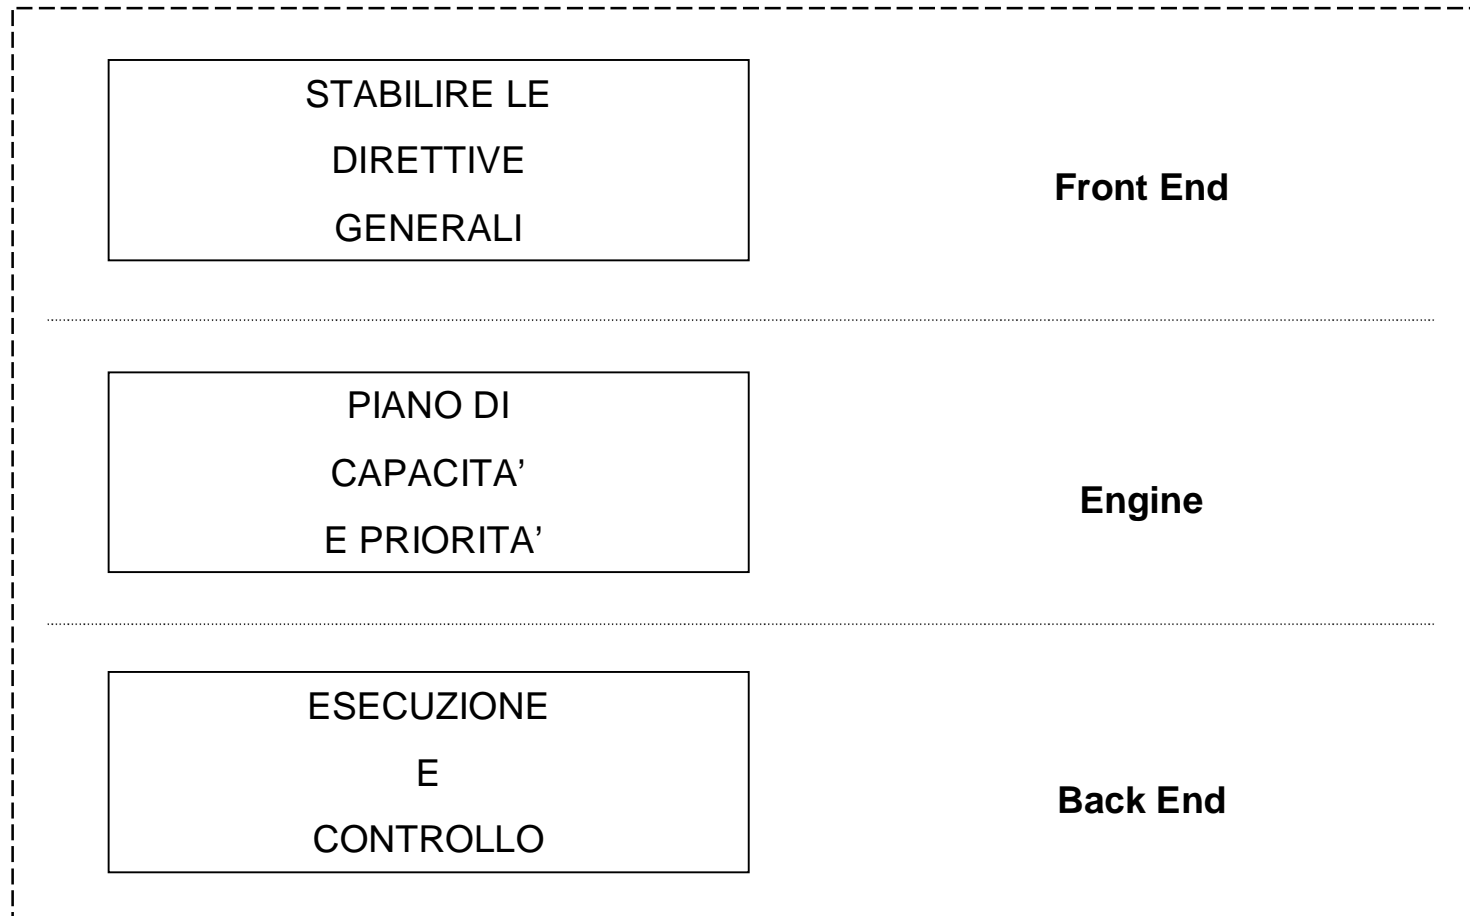 STABILIRE LE
DIRETTIVE
GENERALI
Front End
PIANO DI
CAPACITA’
E PRIORITA’
Engine
ESECUZIONE
E
CONTROLLO
Back End